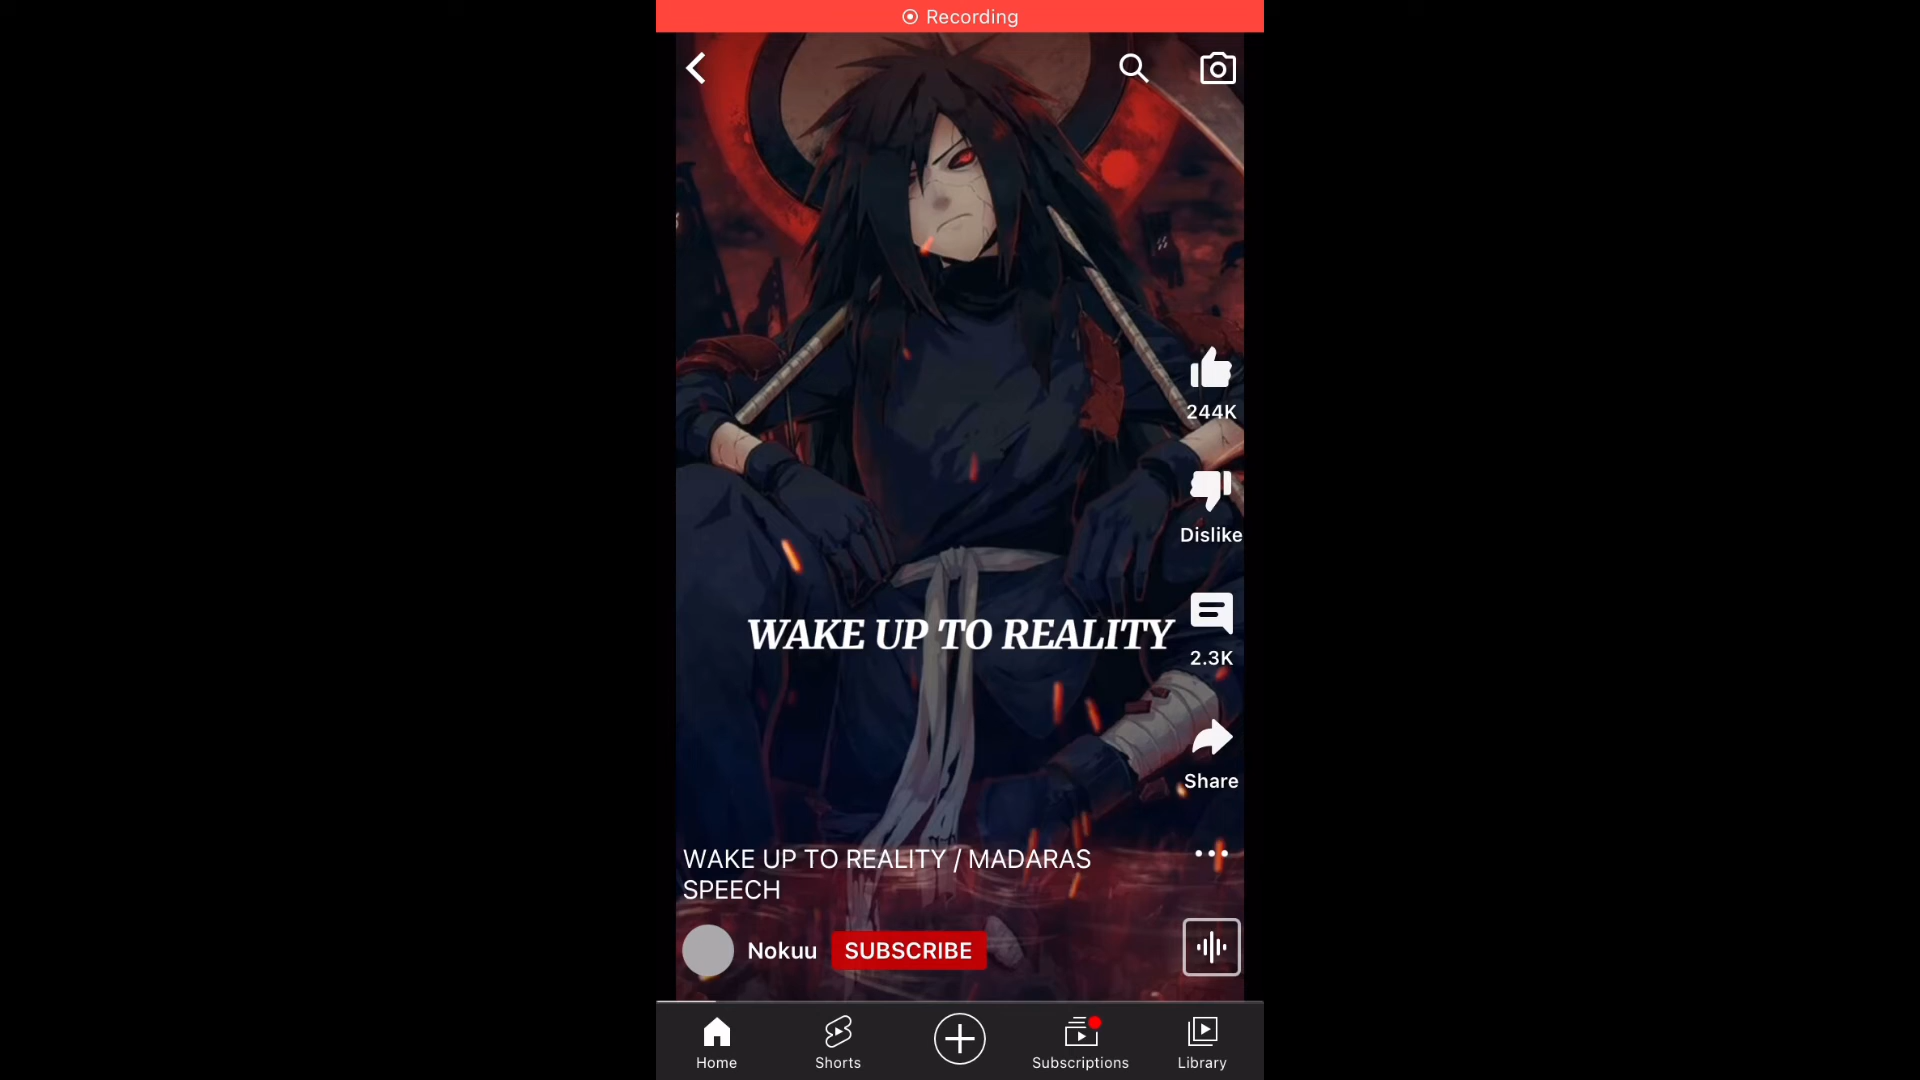 Recording
244K
Dislike
WAKE UP TO REALITY
2.3K
Share
WAKE UP TO REALITY / MADARAS
SPEECH
Nokuu SUBSCRIBE
Home Shorts Subscriptions Library